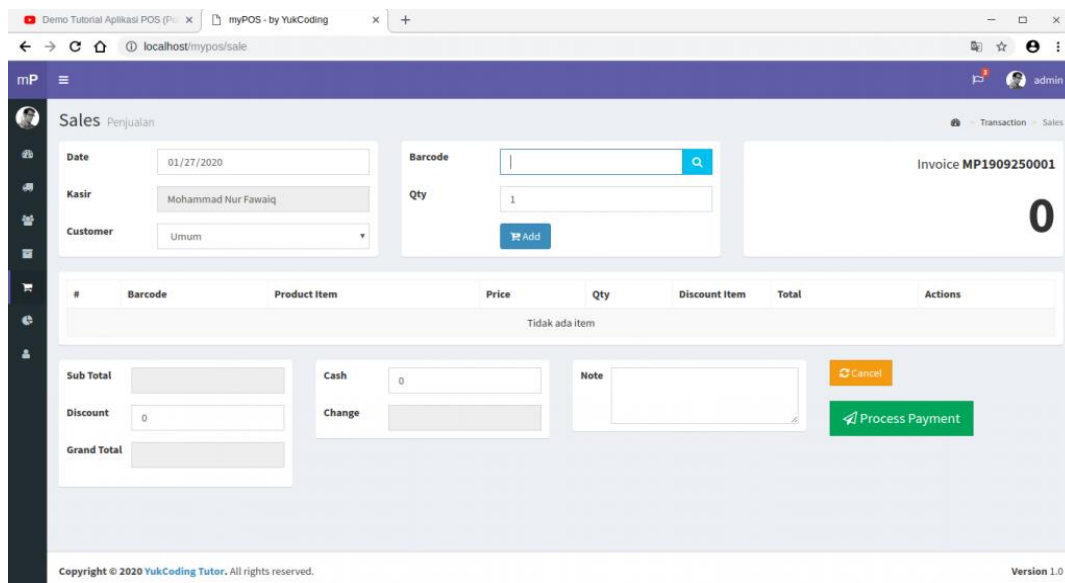 Demo Tutorial Aplikasi POS (P
myPOS - by YukCoding
localhost/mypos/sale
mP
3
admin
Sales Penjualan
Transaction
Sales
Date
01/27/2020
Kasir
Mohammad Nur Fawaiq
Customer
Umum
Barcode
Qty
1
Add
Invoice MP1909250001
0
# Barcode Product Item Price Qty Discount Item Total Actions
Tidak ada item
Sub Total
Discount
0
Grand Total
Cash
0
Change
Note
Cancel
Process Payment
Copyright © 2020 YukCoding Tutor. All rights reserved.
Version 1.0